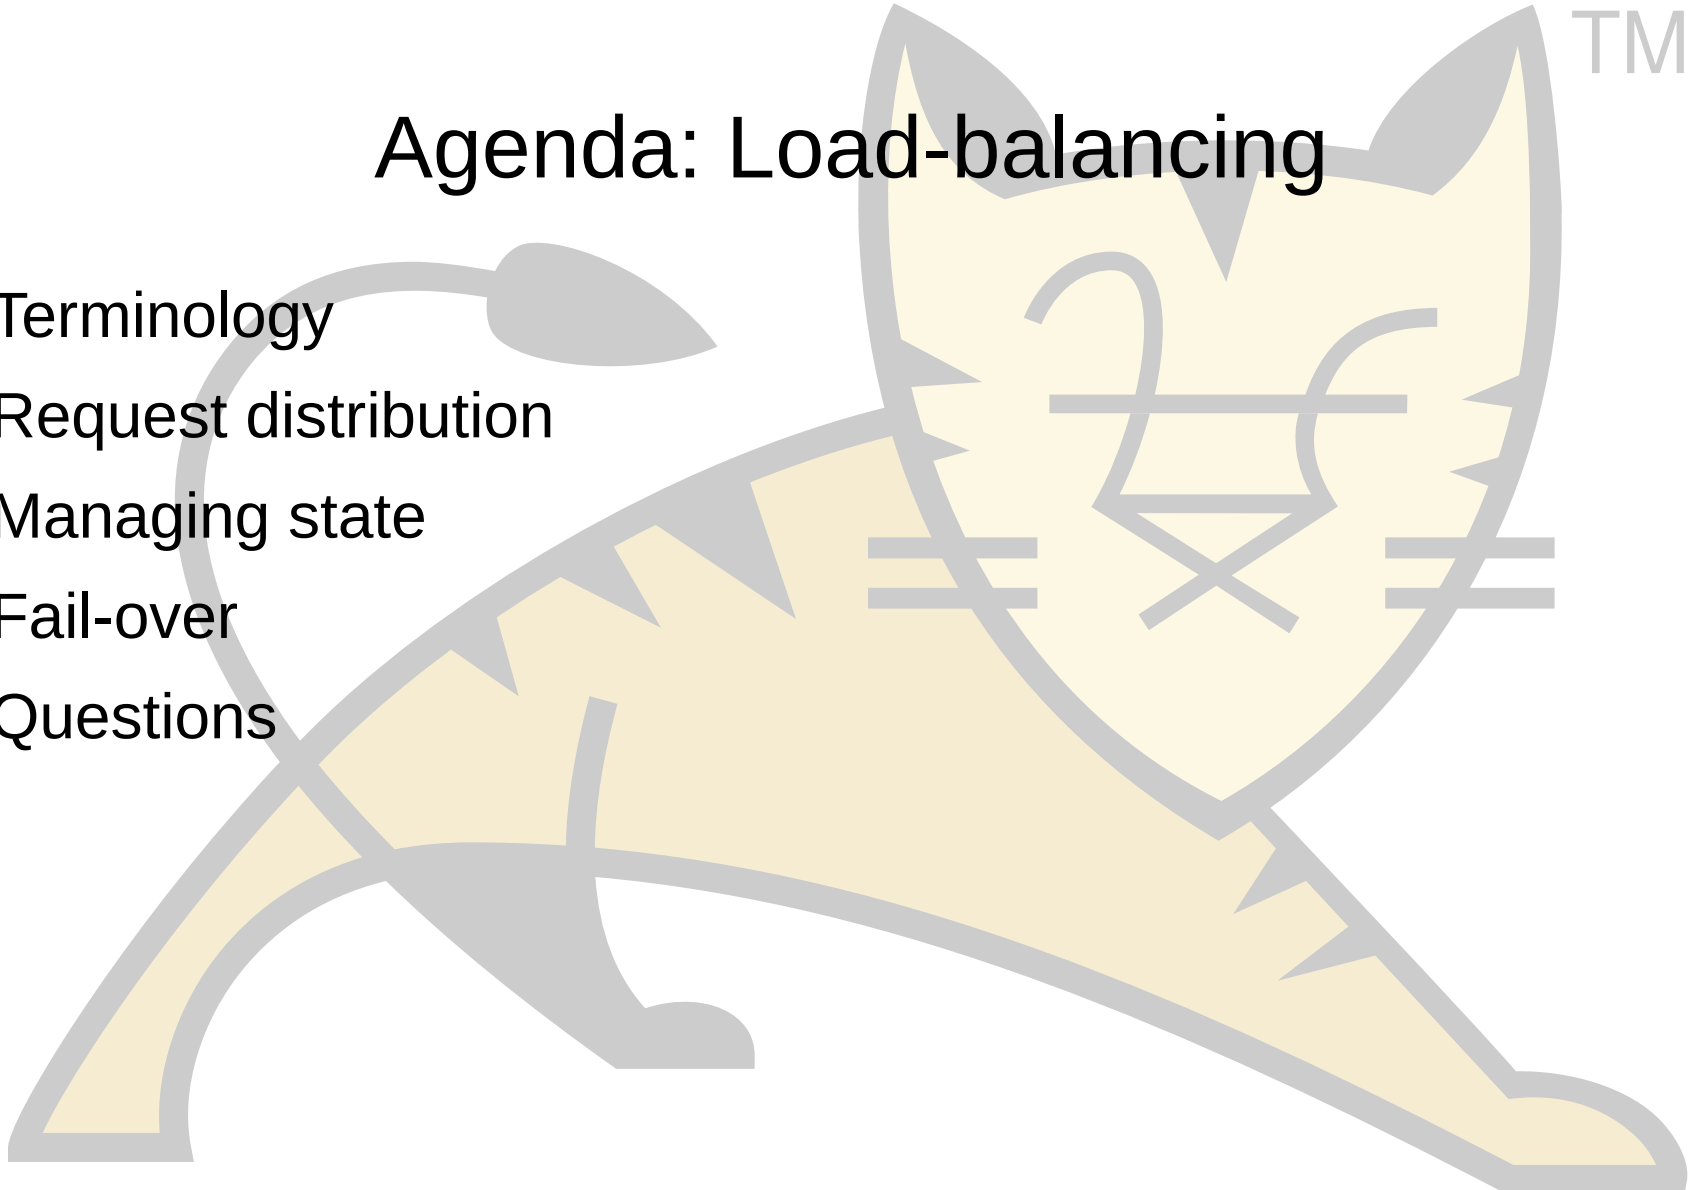 TM
Agenda: Load-balancing
Terminology
Request distribution
Managing state
Fail-over
Questions